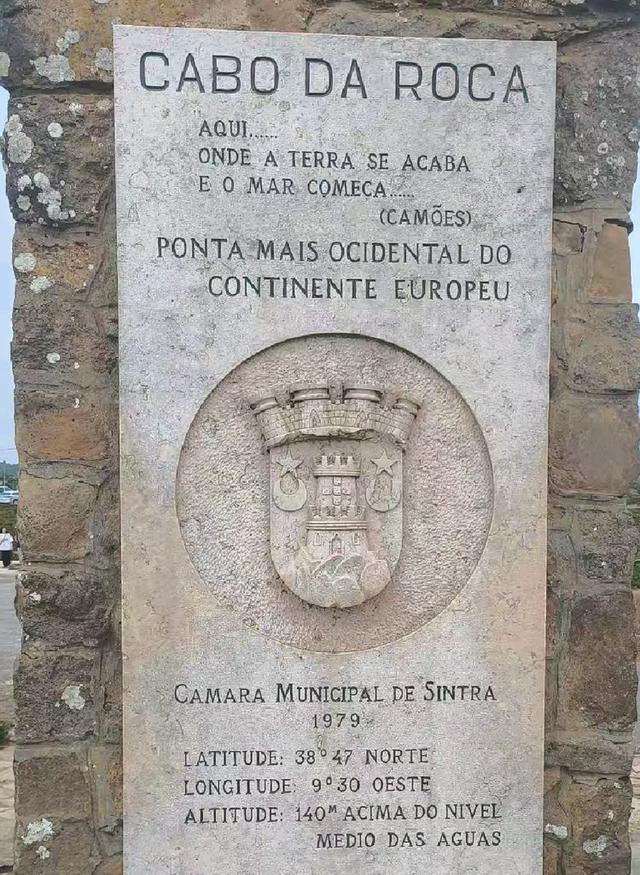 CABO DA ROCA
AQUI......
ONDE A TERRA SE ACABA
E O MAR COMEÇA.....
(CAMÕES)
PONTA MAIS OCIDENTAL DO
CONTINENTE EUROPEU
CAMARA MUNICIPAL DE SINTRA
1979
LATITUDE: 38°47 NORTE
LONGITUDE: 9°30 OESTE
ALTITUDE: 140M ACIMA DO NIVEL
MEDIO DAS AGUAS